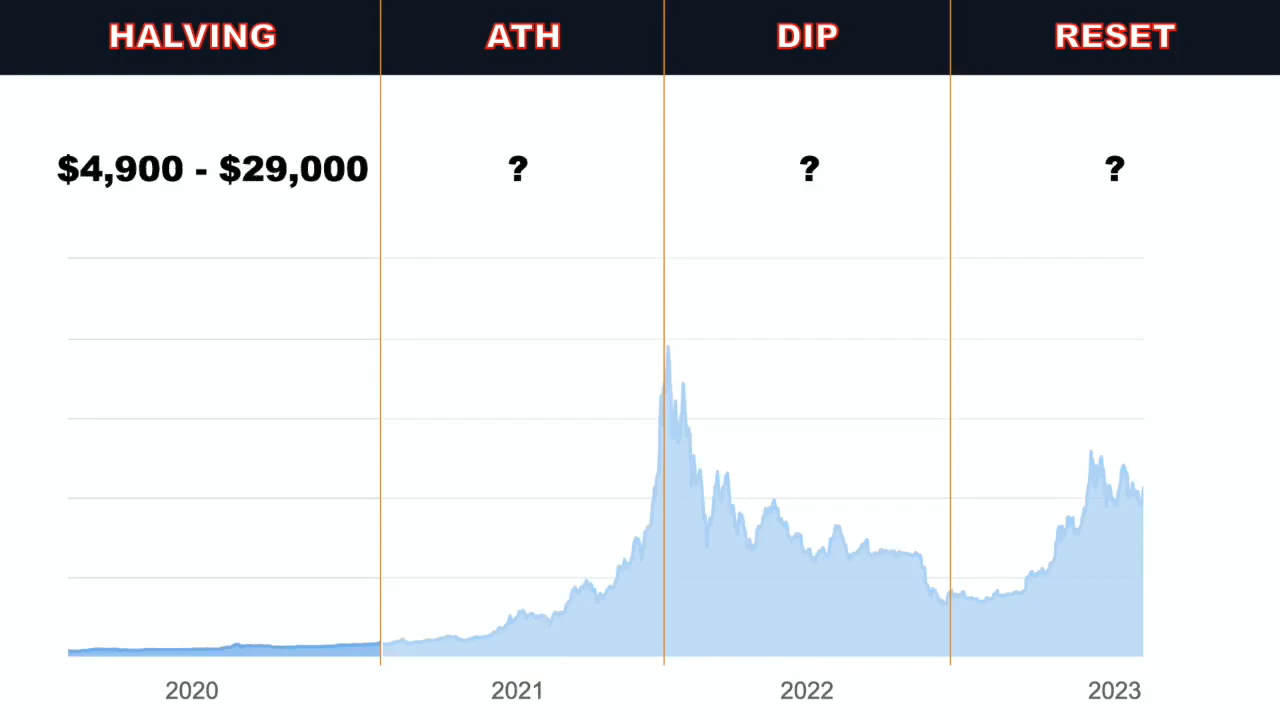 HALVING
ATH
DIP
RESET
$4,900 - $29,000
?
?
?
2020
2021
2022
2023